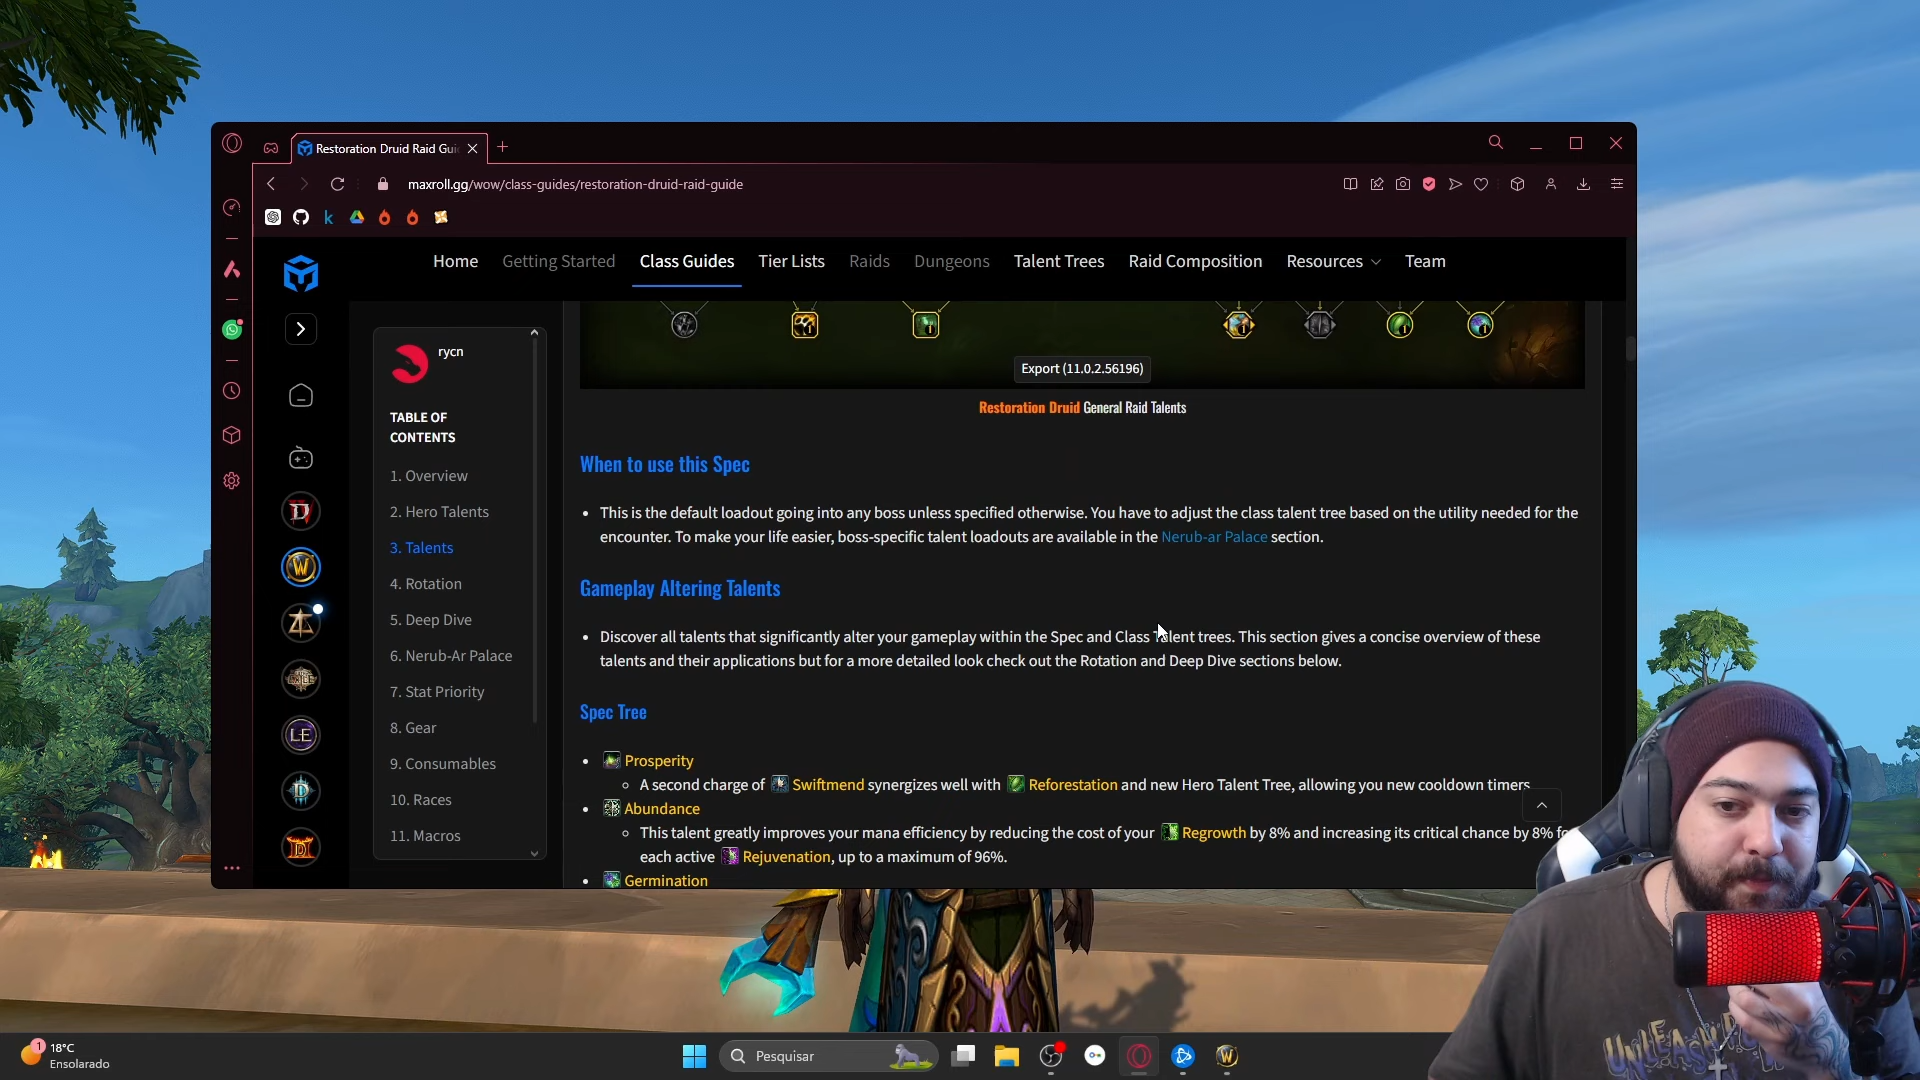 Restoration Druid Raid Gui
maxroll.gg/wow/class-guides/restoration-druid-raid-guide
Home Getting Started Class Guides Tier Lists Raids Dungeons Talent Trees Raid Composition Resources Team
rycn
TABLE OF
CONTENTS
1. Overview
2. Hero Talents
3. Talents
4. Rotation
5. Deep Dive
6. Nerub-Ar Palace
7. Stat Priority
8. Gear
9. Consumables
10. Races
11. Macros
Export (11.0.2.56196)
Restoration Druid General Raid Talents
When to use this Spec
This is the default loadout going into any boss unless specified otherwise. You have to adjust the class talent tree based on the utility needed for the
encounter. To make your life easier, boss-specific talent loadouts are available in the Nerub-ar Palace section.
Gameplay Altering Talents
Discover all talents that significantly alter your gameplay within the Spec and Class Talent trees. This section gives a concise overview of these
talents and their applications but for a more detailed look check out the Rotation and Deep Dive sections below.
Spec Tree
Prosperity
A second charge of Swiftmend synergizes well with Reforestation and new Hero Talent Tree, allowing you new cooldown timers
Abundance
This talent greatly improves your mana efficiency by reducing the cost of your Regrowth by 8% and increasing its critical chance by 8% fo
each active Rejuvenation, up to a maximum of 96%.
Germination
LE
1
18°C
Ensolarado
Pesquisar